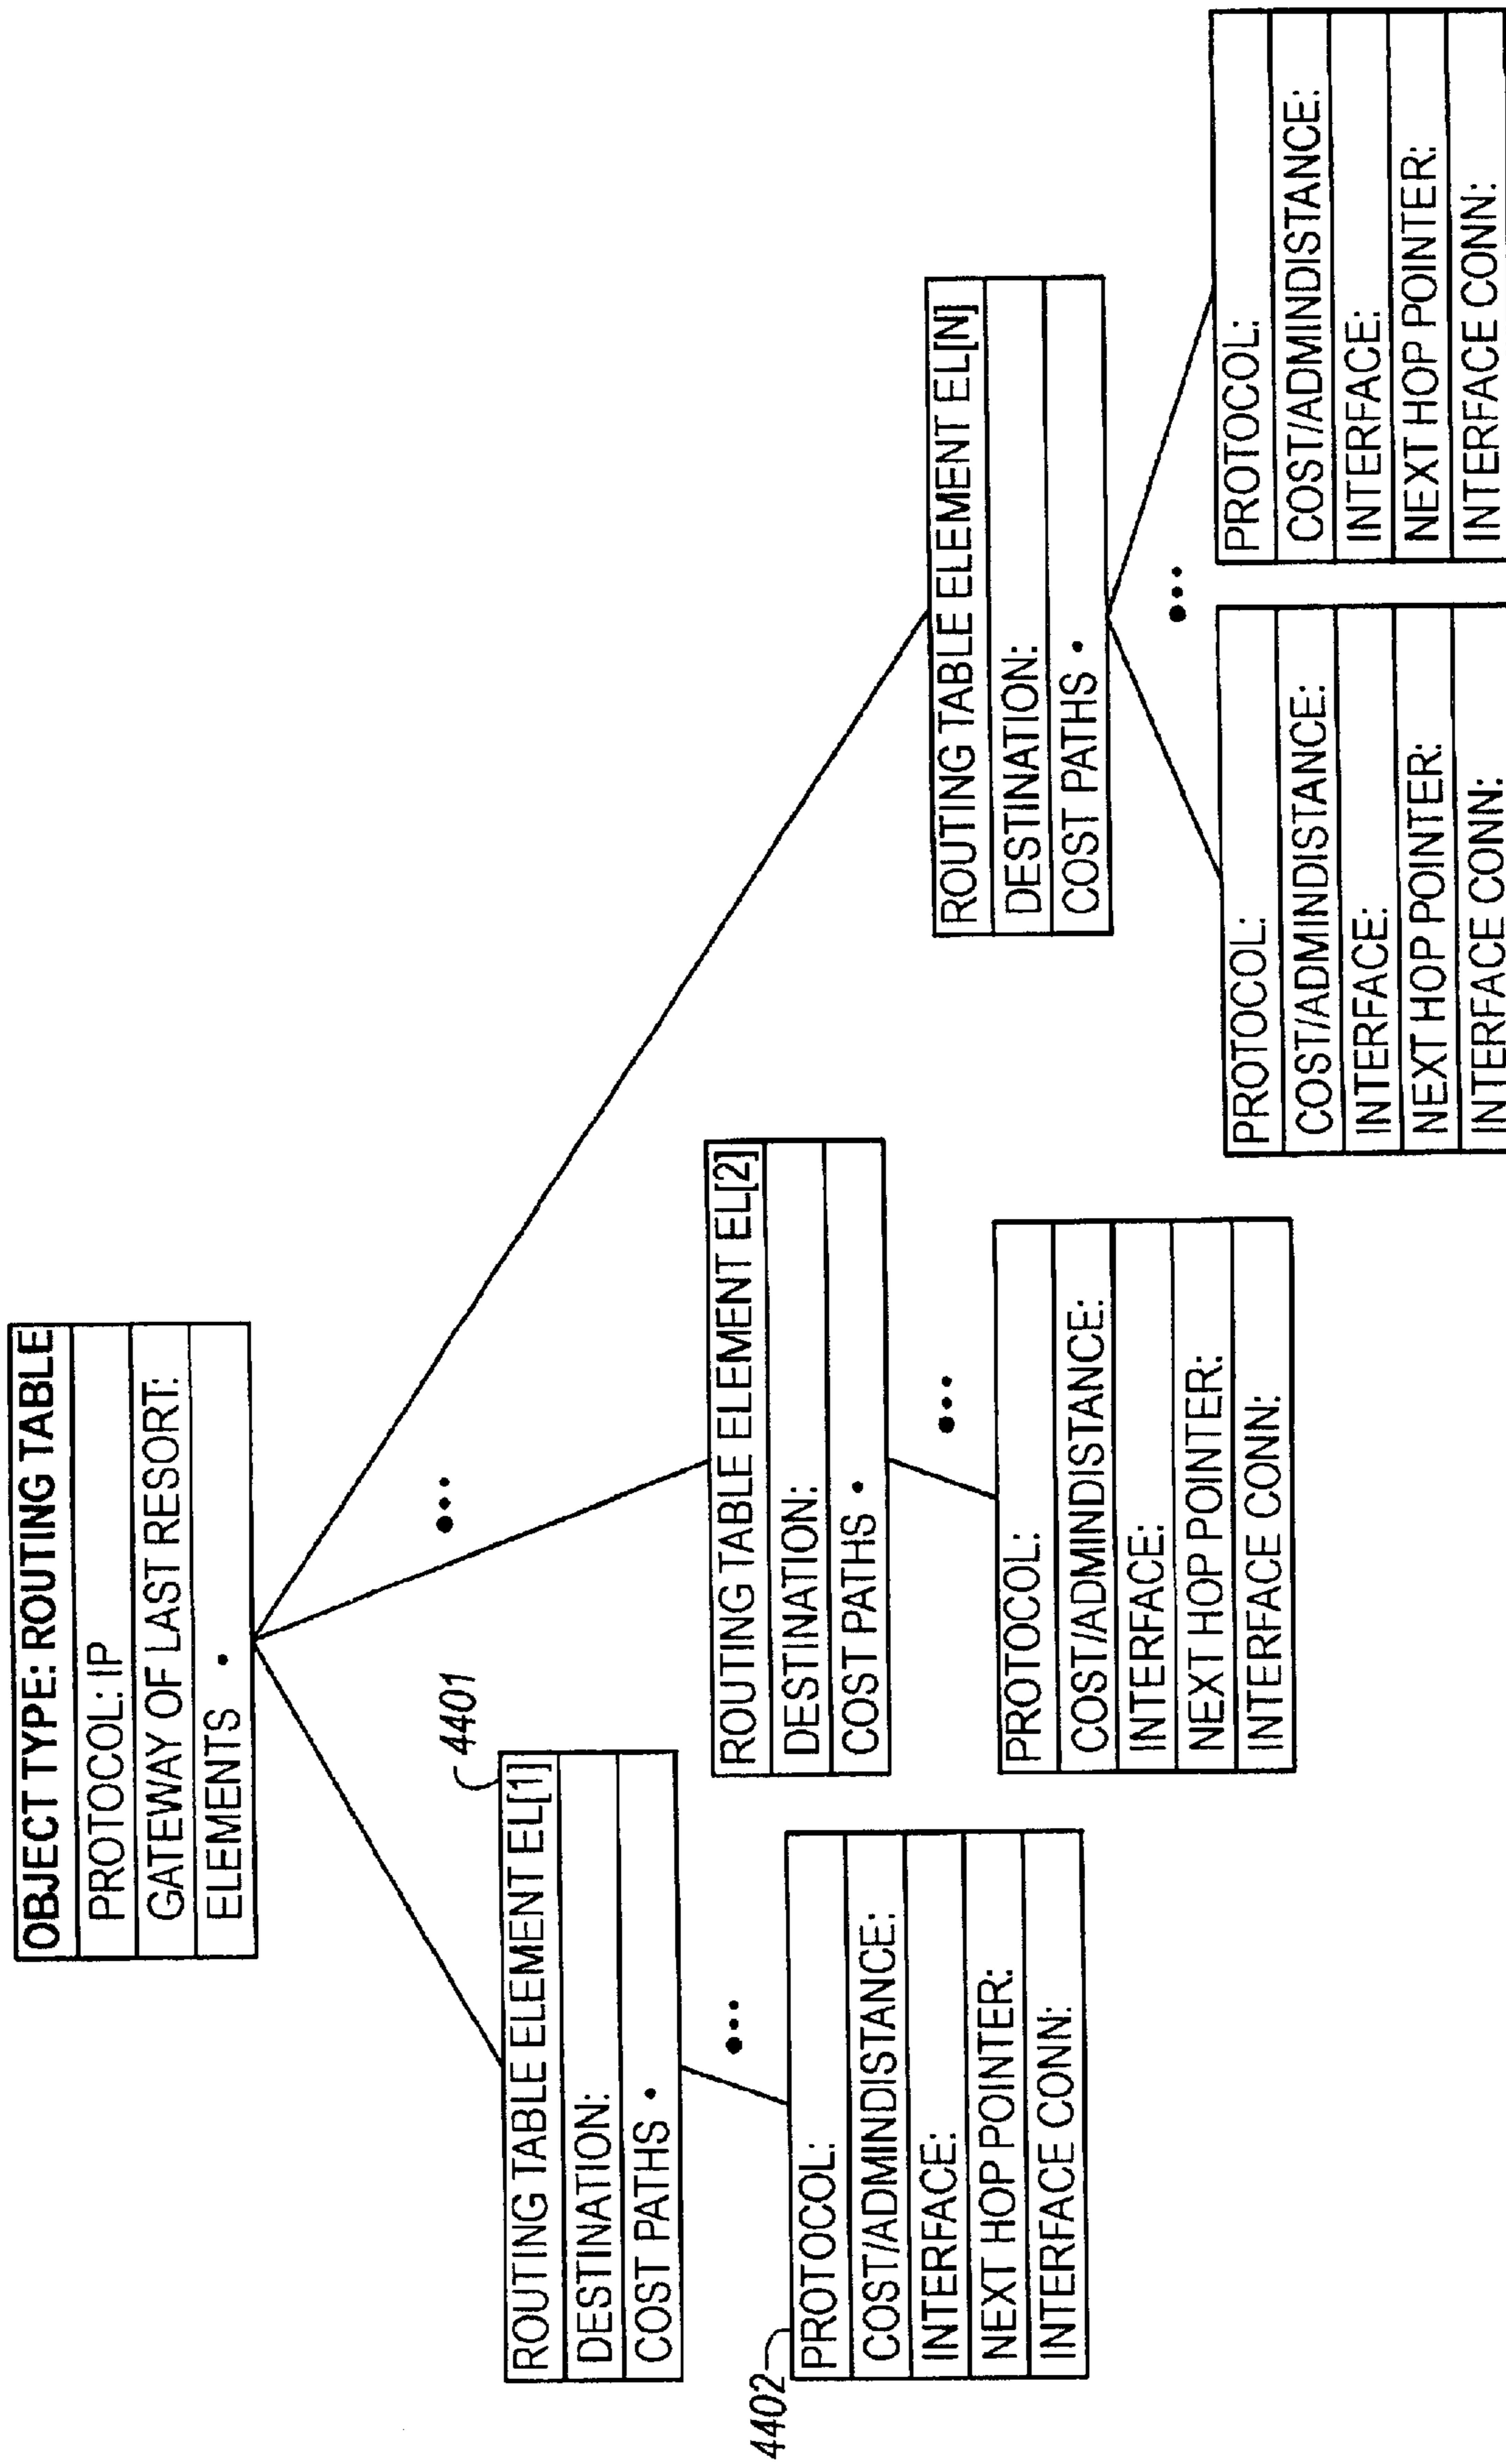 OBJECT TYPE: ROUTING TABLE
PROTOCOL: IP
GATEWAY OF LAST RESORT:
ELEMENTS •
4401
ROUTING TABLE ELEMENT EL[1]
DESTINATION:
COST PATHS •
4402
PROTOCOL:
COST/ADMINDISTANCE:
INTERFACE:
NEXT HOP POINTER:
INTERFACE CONN:
ROUTING TABLE ELEMENT EL[2]
DESTINATION:
COST PATHS •
PROTOCOL:
COST/ADMINDISTANCE:
INTERFACE:
NEXT HOP POINTER:
INTERFACE CONN:
ROUTING TABLE ELEMENT EL[N]
DESTINATION:
COST PATHS •
PROTOCOL:
COST/ADMINDISTANCE:
INTERFACE:
NEXT HOP POINTER:
INTERFACE CONN:
PROTOCOL:
COST/ADMINDISTANCE:
INTERFACE:
NEXT HOP POINTER:
INTERFACE CONN: